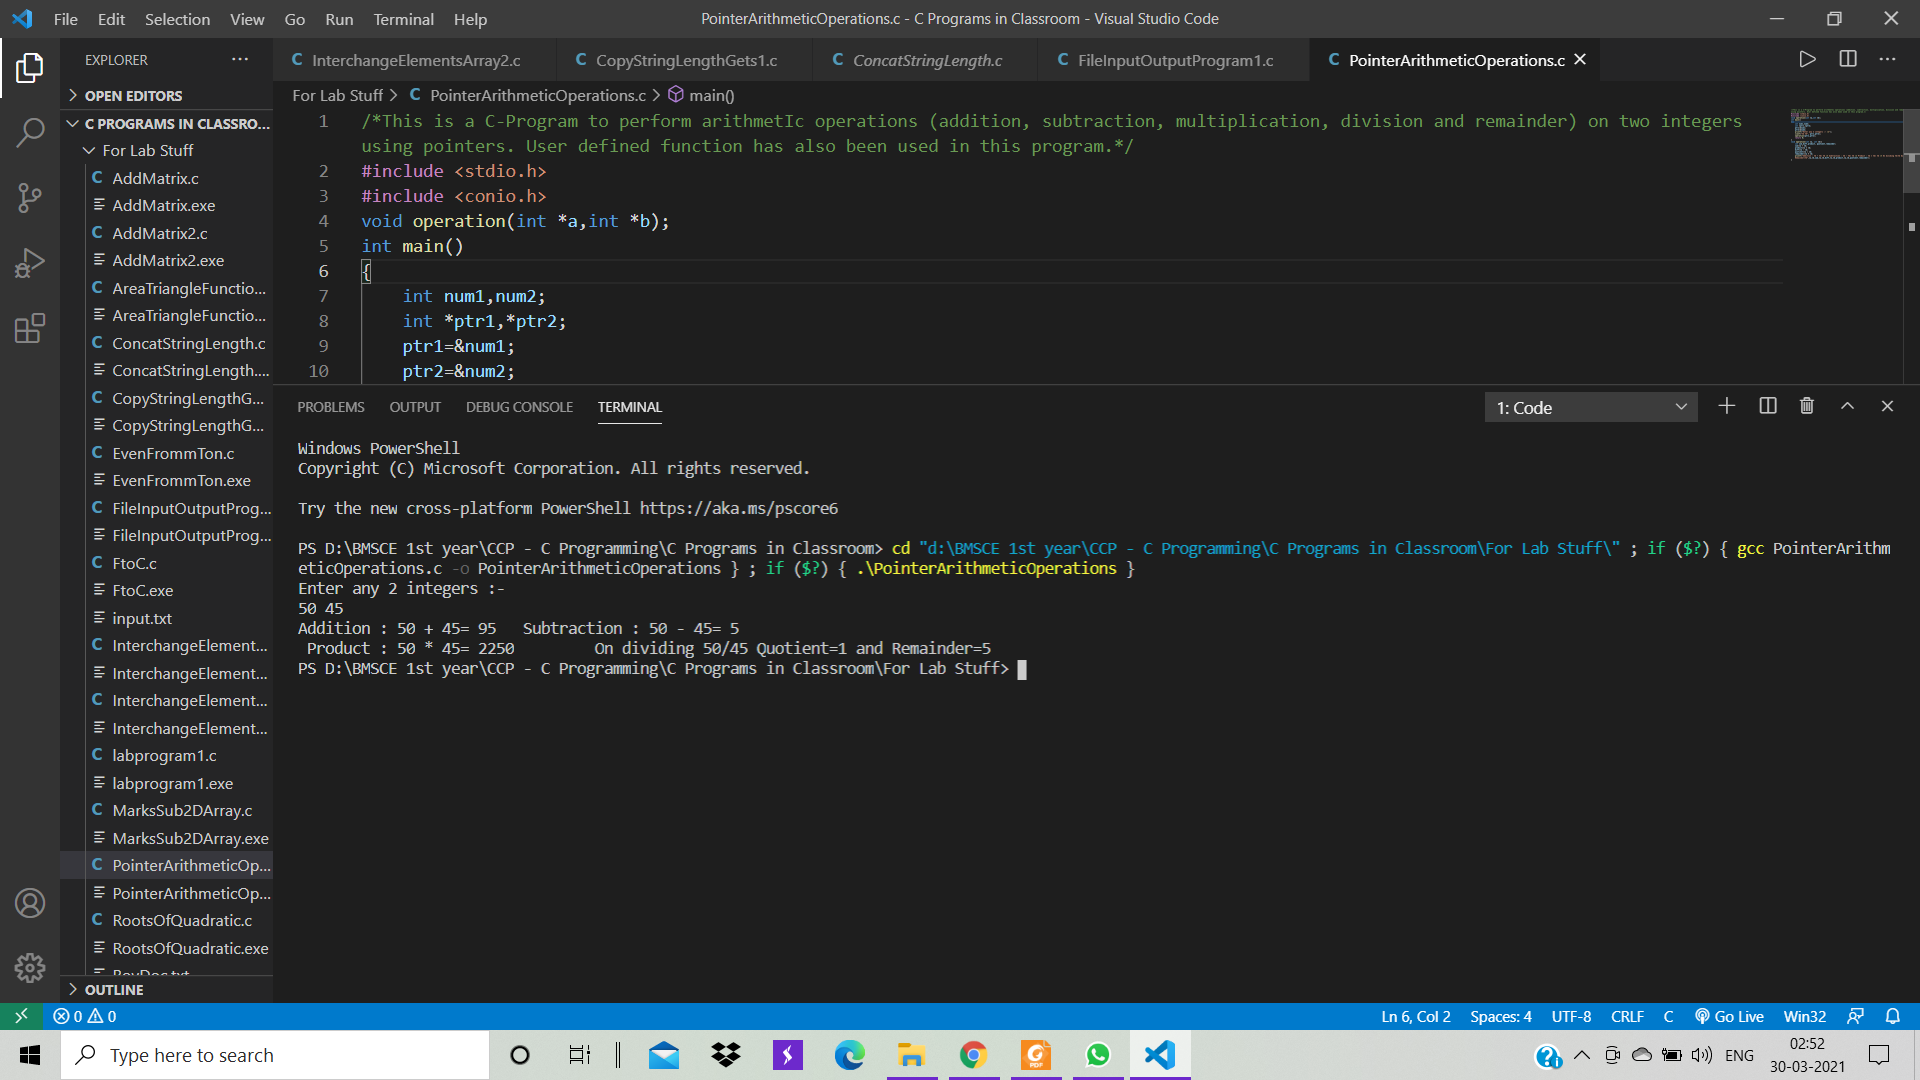 File Edit Selection View Go Run Terminal Help
PointerArithmeticOperations.c - C Programs in Classroom - Visual Studio Code
EXPLORER
InterchangeElementsArray2.c
CopyStringLengthGets1.c
ConcatStringLength.c
FileInputOutputProgram1.c
PointerArithmeticOperations.c
OPEN EDITORS
C PROGRAMS IN CLASSRO...
For Lab Stuff
AddMatrix.c
AddMatrix.exe
AddMatrix2.c
AddMatrix2.exe
AreaTriangleFunctio...
AreaTriangleFunctio...
ConcatStringLength.c
ConcatStringLength....
CopyStringLengthG...
CopyStringLengthG...
EvenFrommTon.c
EvenFrommTon.exe
FileInputOutputProg...
FileInputOutputProg...
FtoC.c
FtoC.exe
input.txt
InterchangeElement...
InterchangeElement...
InterchangeElement...
InterchangeElement...
labprogram1.c
labprogram1.exe
MarksSub2DArray.c
MarksSub2DArray.exe
PointerArithmeticOp...
PointerArithmeticOp...
RootsOfQuadratic.c
RootsOfQuadratic.exe
OUTLINE
For Lab Stuff > C PointerArithmeticOperations.c > main()
1 /*This is a C-Program to perform arithmetIc operations (addition, subtraction, multiplication, division and remainder) on two integers
using pointers. User defined function has also been used in this program.*/
2 #include <stdio.h>
3 #include <conio.h>
4 void operation(int *a,int *b);
5 int main()
6 {
7 int num1,num2;
8 int *ptr1,*ptr2;
9 ptr1=&num1;
10 ptr2=&num2;
PROBLEMS OUTPUT DEBUG CONSOLE TERMINAL
1: Code
Windows PowerShell
Copyright (C) Microsoft Corporation. All rights reserved.
Try the new cross-platform PowerShell https://aka.ms/pscore6
PS D:\BMSCE 1st year\CCP - C Programming\C Programs in Classroom> cd "d:\BMSCE 1st year\CCP - C Programming\C Programs in Classroom\For Lab Stuff\" ; if ($?) { gcc PointerArithm
eticOperations.c -o PointerArithmeticOperations } ; if ($?) { .\PointerArithmeticOperations }
Enter any 2 integers :-
50 45
Addition : 50 + 45= 95 Subtraction : 50 - 45= 5
Product : 50 * 45= 2250 On dividing 50/45 Quotient=1 and Remainder=5
PS D:\BMSCE 1st year\CCP - C Programming\C Programs in Classroom\For Lab Stuff>
0 0
Ln 6, Col 2 Spaces: 4 UTF-8 CRLF C Go Live Win32
Type here to search
ENG
02:52
30-03-2021